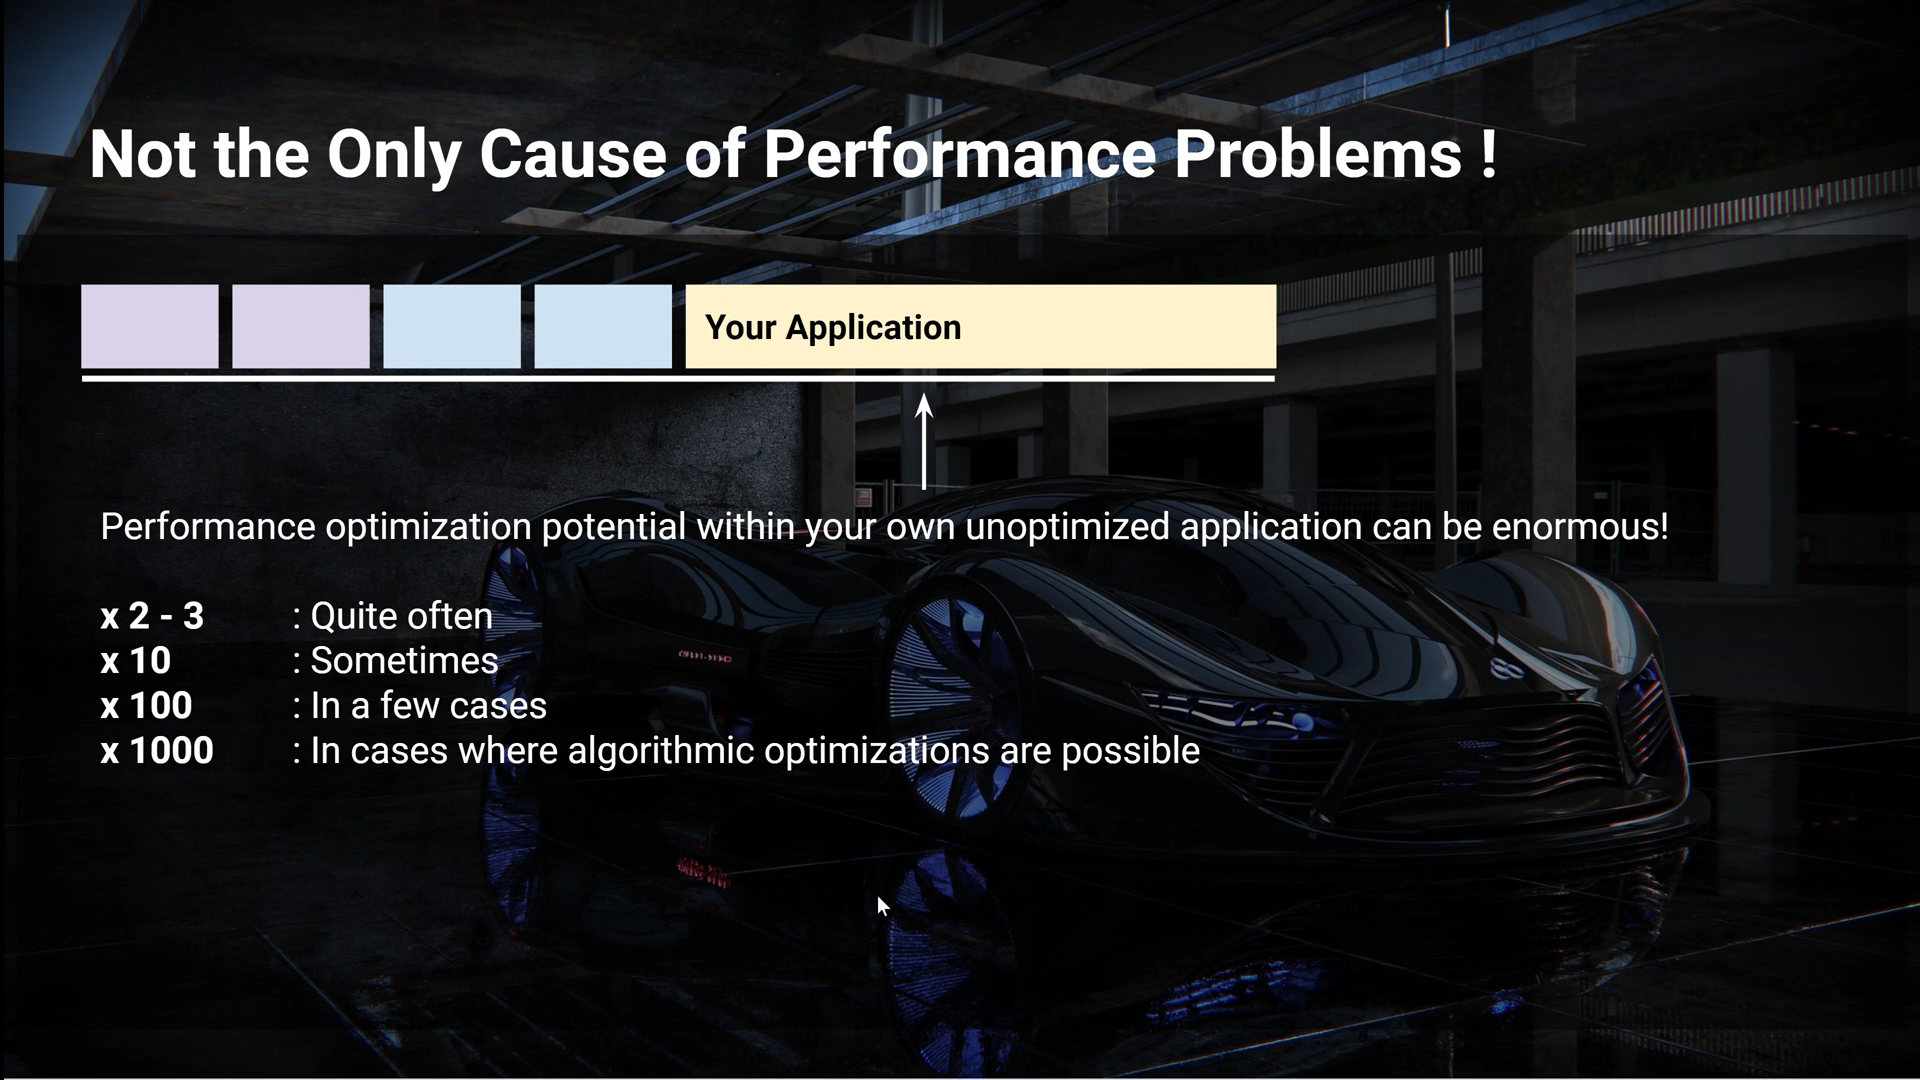 Not the Only Cause of Performance Problems !
Your Application
Performance optimization potential within your own unoptimized application can be enormous!
x 2 - 3 : Quite often
x 10 : Sometimes
x 100 : In a few cases
x 1000 : In cases where algorithmic optimizations are possible